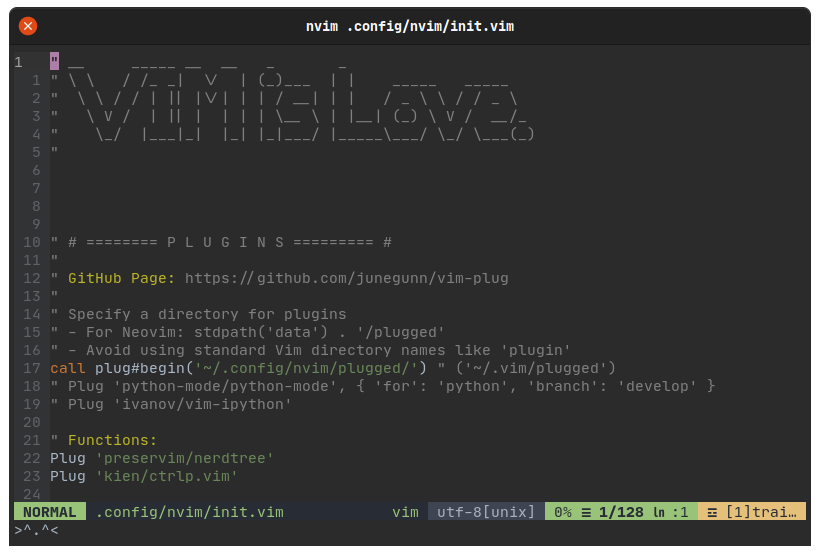 nvim .config/nvim/init.vim
1 " __     _____ __  __   _       _
1 " \ \   / /_ _|  \/  | (_)___  | |    _____   _____
2 "  \ \ / / | || |\/| | | / __| | |   / _ \ \ / / _ \
3 "   \ V /  | || |  | | | \__ \ | |__| (_) \ V /  __/_
4 "    \_/  |___|_|  |_| |_|___/ |_____\___/ \_/ \___(_)
5 "
6
7
8
9
10 " # ======== P L U G I N S ========= #
11 "
12 " GitHub Page: https://github.com/junegunn/vim-plug
13 "
14 " Specify a directory for plugins
15 " - For Neovim: stdpath('data') . '/plugged'
16 " - Avoid using standard Vim directory names like 'plugin'
17 call plug#begin('~/.config/nvim/plugged/') " ('~/.vim/plugged')
18 " Plug 'python-mode/python-mode', { 'for': 'python', 'branch': 'develop' }
19 " Plug 'ivanov/vim-ipython'
20
21 " Functions:
22 Plug 'preservim/nerdtree'
23 Plug 'kien/ctrlp.vim'
24
NORMAL .config/nvim/init.vim vim utf-8[unix] 0% ☰ 1/128 ㏑ :1 ☲ [1]trai…
>^.^<